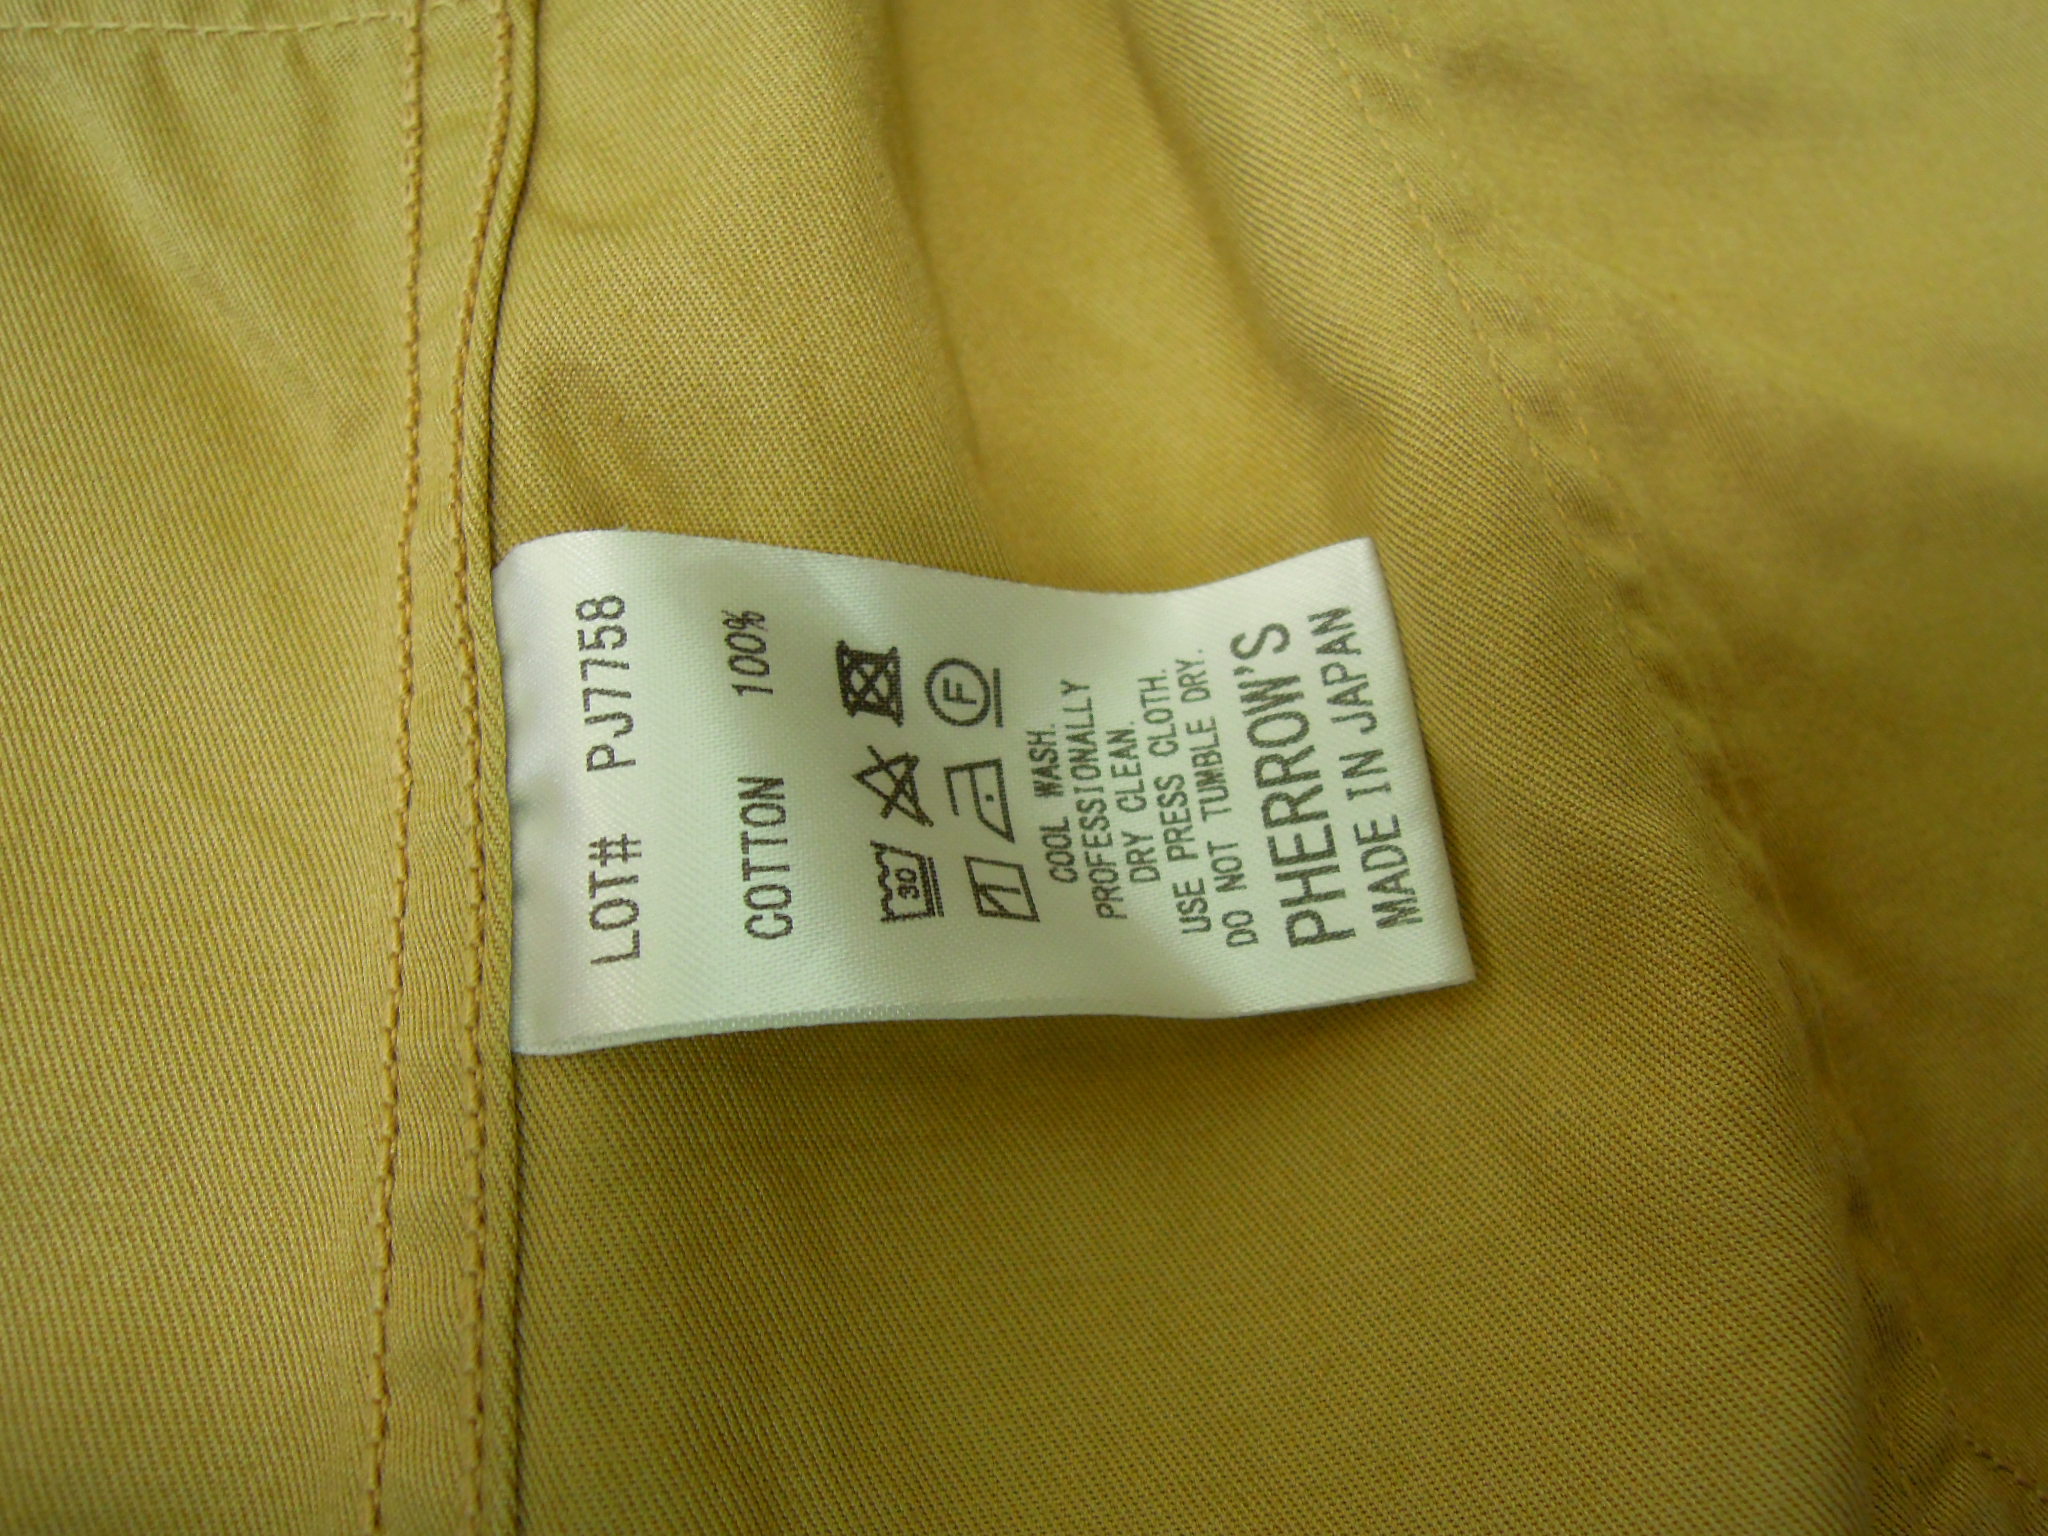 LOT# PJ7758
COTTON 100%
30
F
COOL WASH.
PROFESSIONALLY
DRY CLEAN.
USE PRESS CLOTH.
DO NOT TUMBLE DRY.
PHERROW'S
MADE IN JAPAN